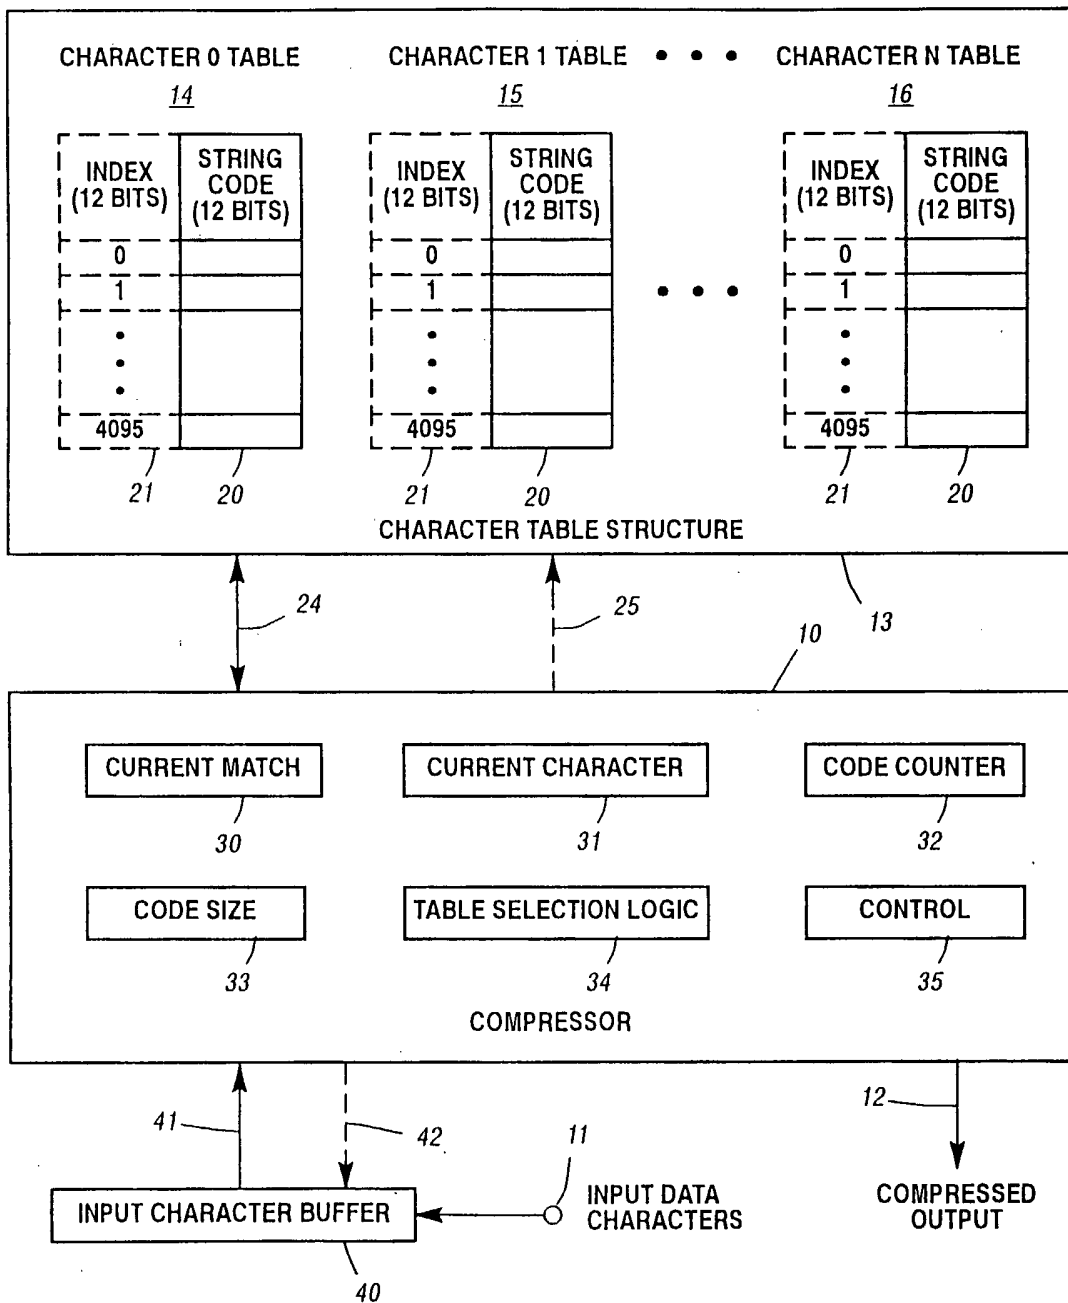 CHARACTER 0 TABLE
14
CHARACTER 1 TABLE
15
• • •
CHARACTER N TABLE
16
INDEX
(12 BITS)
STRING
CODE
(12 BITS)
0
1
4095
21
20
INDEX
(12 BITS)
STRING
CODE
(12 BITS)
0
1
4095
21
20
• • •
INDEX
(12 BITS)
STRING
CODE
(12 BITS)
0
1
4095
21
20
CHARACTER TABLE STRUCTURE
24
25
10
13
CURRENT MATCH
30
CURRENT CHARACTER
31
CODE COUNTER
32
CODE SIZE
33
TABLE SELECTION LOGIC
34
CONTROL
35
COMPRESSOR
41
42
11
12
INPUT CHARACTER BUFFER
40
INPUT DATA
CHARACTERS
COMPRESSED
OUTPUT